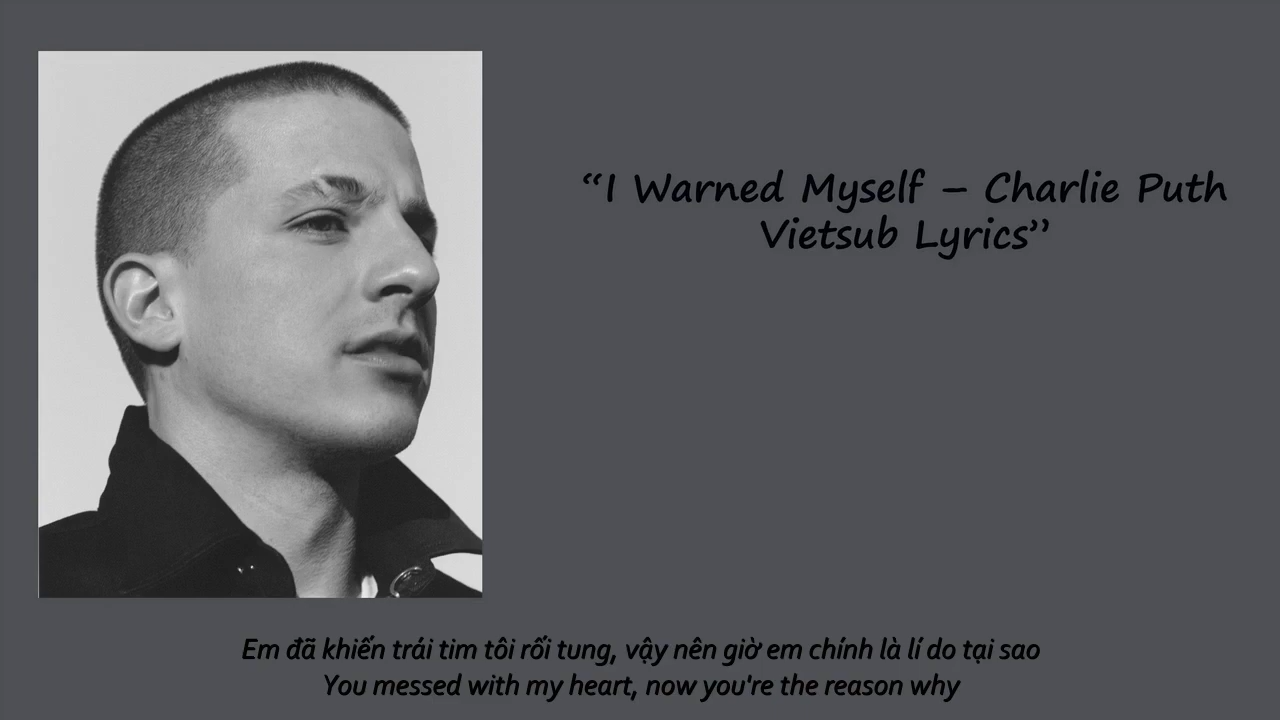 “I Warned Myself – Charlie Puth
Vietsub Lyrics”
Em đã khiến trái tim tôi rối tung, vậy nên giờ em chính là lí do tại sao
You messed with my heart, now you're the reason why